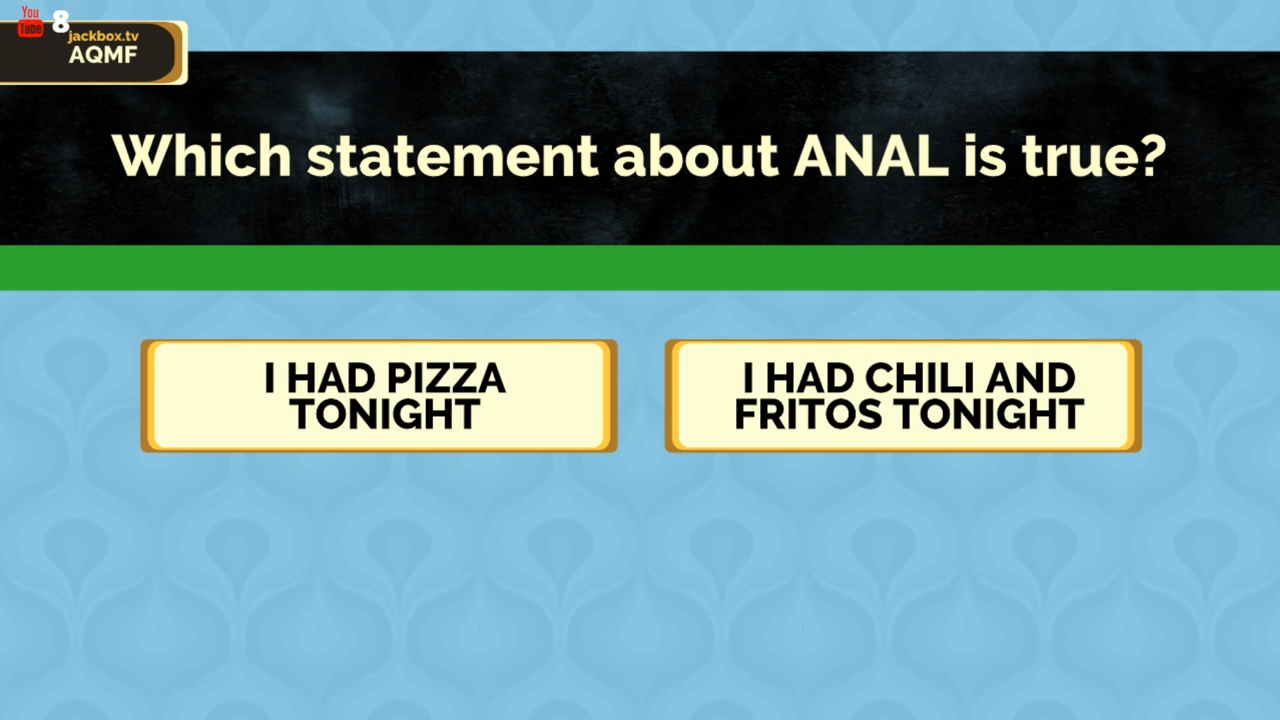 You
Tube
8
jackbox.tv
AQMF
Which statement about ANAL is true?
I HAD PIZZA
TONIGHT
I HAD CHILI AND
FRITOS TONIGHT